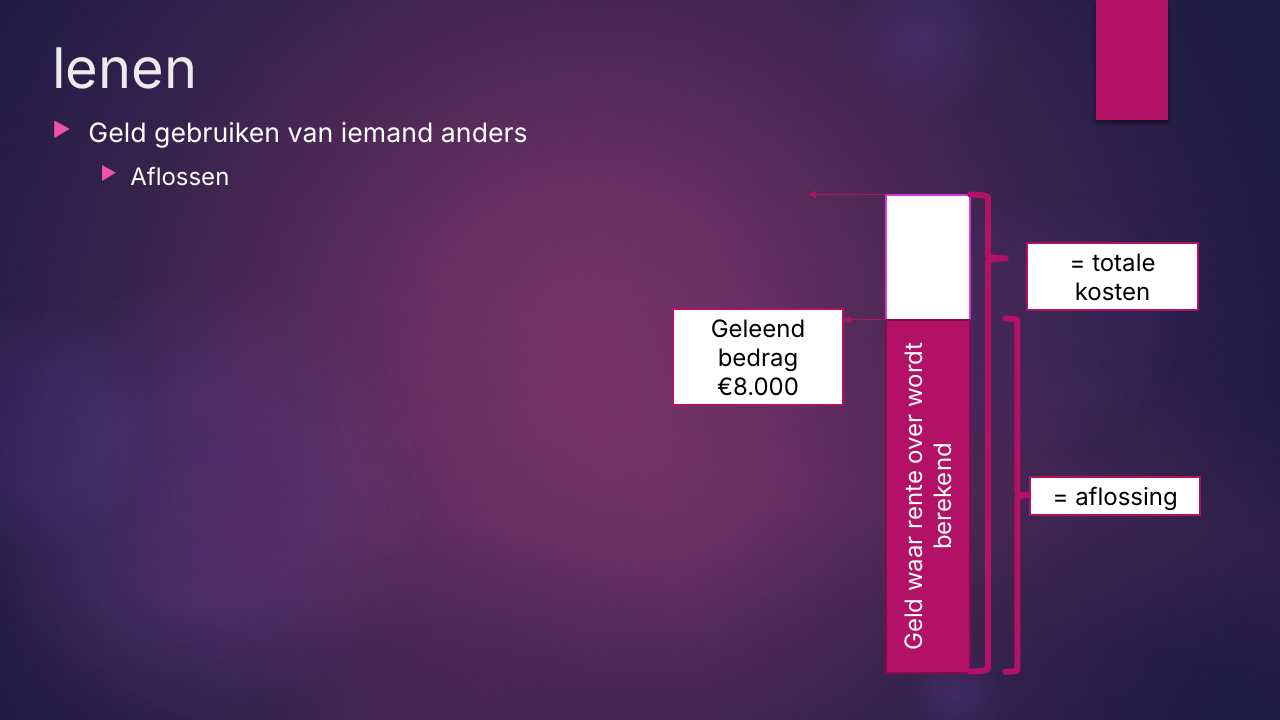 lenen
Geld gebruiken van iemand anders
Aflossen
= totale
kosten
Geleend
bedrag
€8.000
Geld waar rente over wordt
berekend
= aflossing